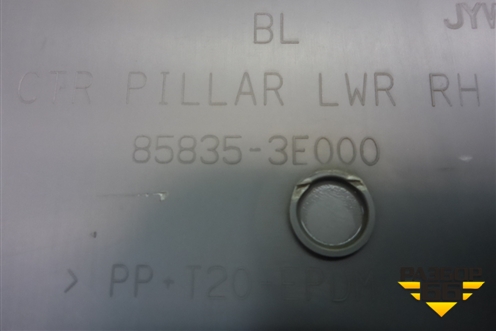 BL JYW
CTR PILLAR LWR RH
85835-3E000
> PP+T20